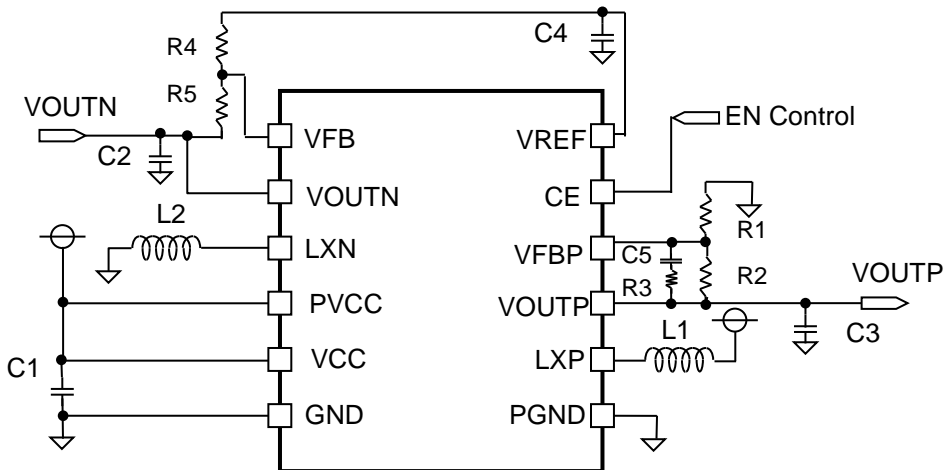 C4
R4
R5
VOUTN
C2
VFB
VREF
EN Control
VOUTN
CE
L2
LXN
VFBP
C5
R1
R3
R2
VOUTP
PVCC
VOUTP
L1
C3
C1
VCC
LXP
GND
PGND